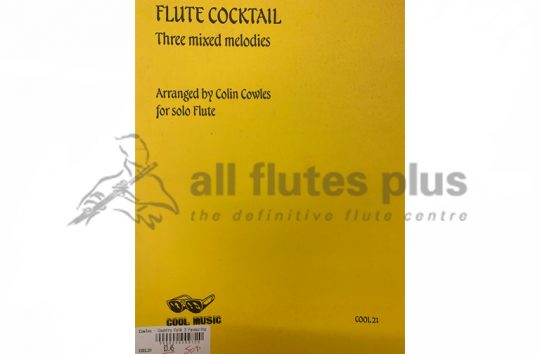 FLUTE COCKTAIL
Three mixed melodies
Arranged by Colin Cowles
for solo Flute
all flutes plus
the definitive flute centre
COOL MUSIC
COOL 21